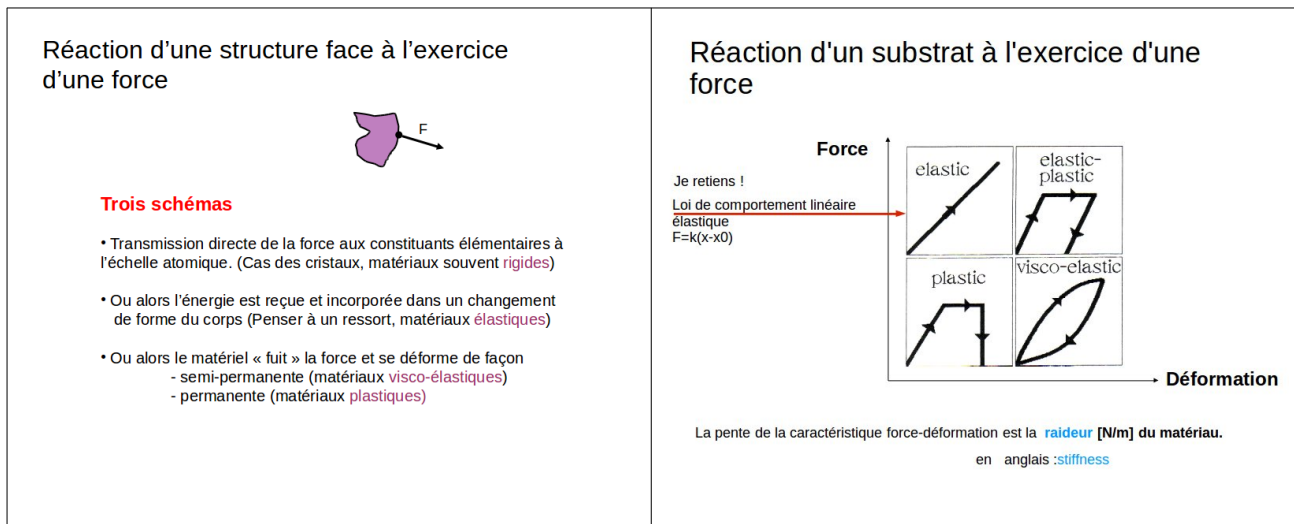 Réaction d’une structure face à l’exercice
d’une force
F
Trois schémas
• Transmission directe de la force aux constituants élémentaires à
l’échelle atomique. (Cas des cristaux, matériaux souvent rigides)
• Ou alors l’énergie est reçue et incorporée dans un changement
de forme du corps (Penser à un ressort, matériaux élastiques)
• Ou alors le matériel « fuit » la force et se déforme de façon
- semi-permanente (matériaux visco-élastiques)
- permanente (matériaux plastiques)
Réaction d'un substrat à l'exercice d'une
force
Force
Je retiens !
Loi de comportement linéaire
élastique
F=k(x-x0)
elastic
elastic-
plastic
plastic
visco-elastic
Déformation
La pente de la caractéristique force-déformation est la raideur [N/m] du matériau.
en anglais :stiffness